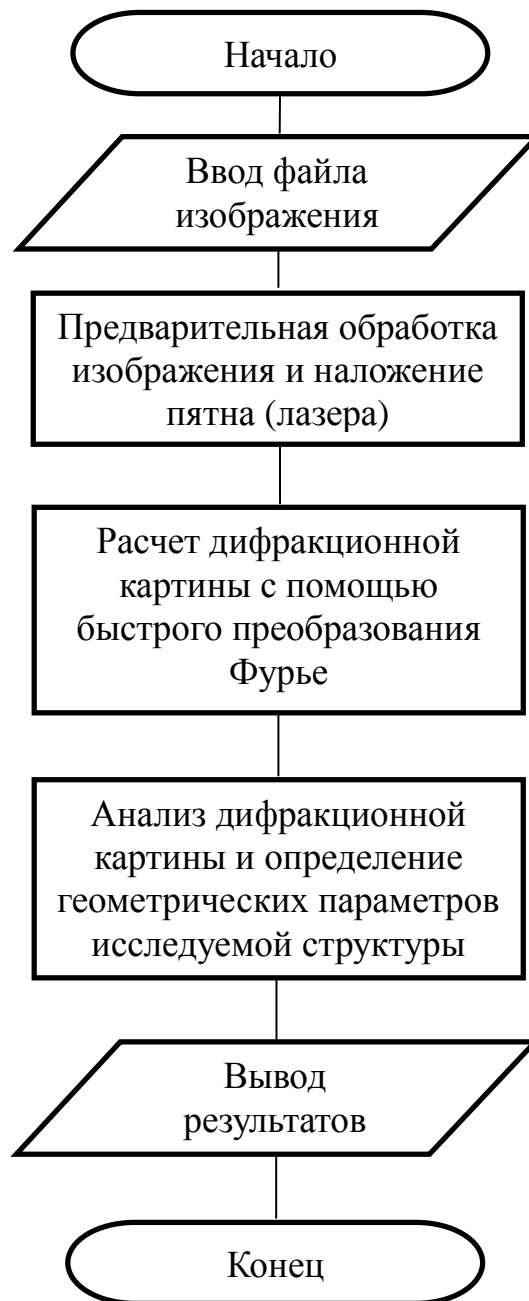 Начало
Ввод файла
изображения
Предварительная обработка
изображения и наложение
пятна (лазера)
Расчет дифракционной
картины с помощью
быстрого преобразования
Фурье
Анализ дифракционной
картины и определение
геометрических параметров
исследуемой структуры
Вывод
результатов
Конец